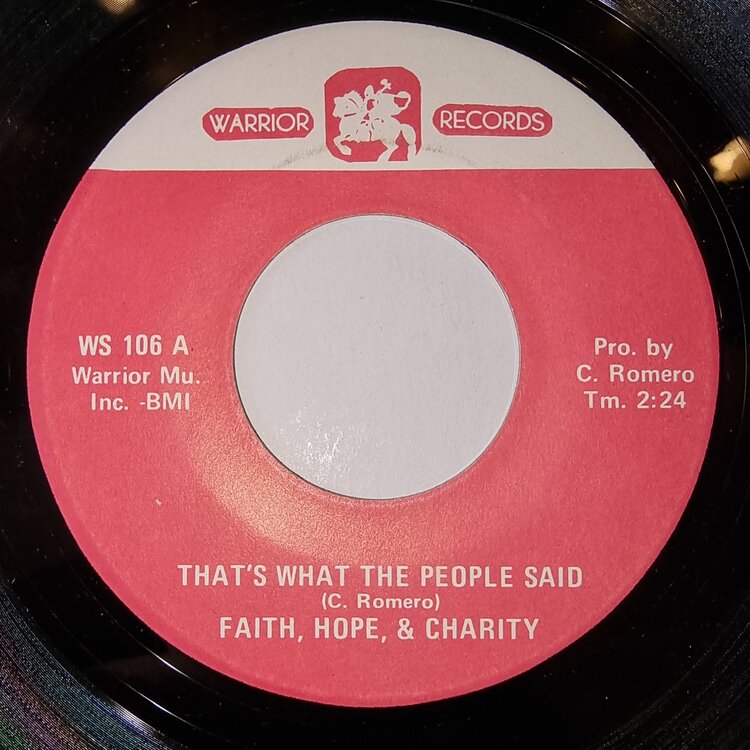 WARRIOR RECORDS
WS 106 A
Warrior Mu.
Inc. -BMI
Pro. by
C. Romero
Tm. 2:24
THAT'S WHAT THE PEOPLE SAID
(C. Romero)
FAITH, HOPE, & CHARITY